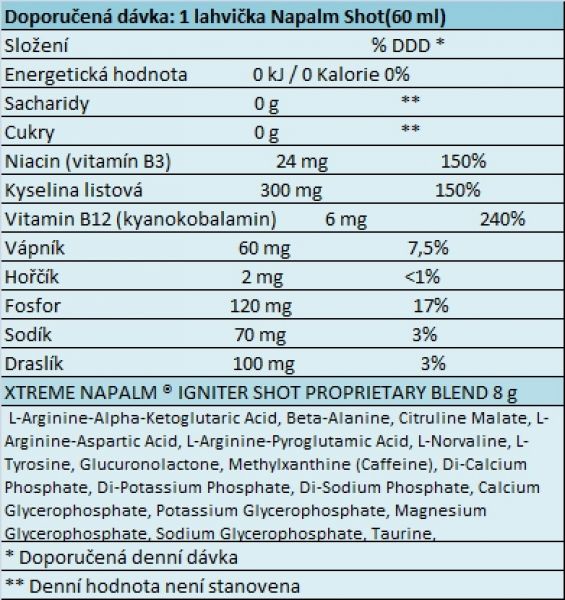 Doporučená dávka: 1 lahvička Napalm Shot(60 ml)
Složení % DDD *
Energetická hodnota 0 kJ / 0 Kalorie 0%
Sacharidy 0 g **
Cukry 0 g **
Niacin (vitamín B3) 24 mg 150%
Kyselina listová 300 mg 150%
Vitamin B12 (kyanokobalamin) 6 mg 240%
Vápník 60 mg 7,5%
Hořčík 2 mg <1%
Fosfor 120 mg 17%
Sodík 70 mg 3%
Draslík 100 mg 3%
XTREME NAPALM ® IGNITER SHOT PROPRIETARY BLEND 8 g
L-Arginine-Alpha-Ketoglutaric Acid, Beta-Alanine, Citruline Malate, L-
Arginine-Aspartic Acid, L-Arginine-Pyroglutamic Acid, L-Norvaline, L-
Tyrosine, Glucuronolactone, Methylxanthine (Caffeine), Di-Calcium
Phosphate, Di-Potassium Phosphate, Di-Sodium Phosphate, Calcium
Glycerophosphate, Potassium Glycerophosphate, Magnesium
Glycerophosphate, Sodium Glycerophosphate, Taurine,
* Doporučená denní dávka
** Denní hodnota není stanovena